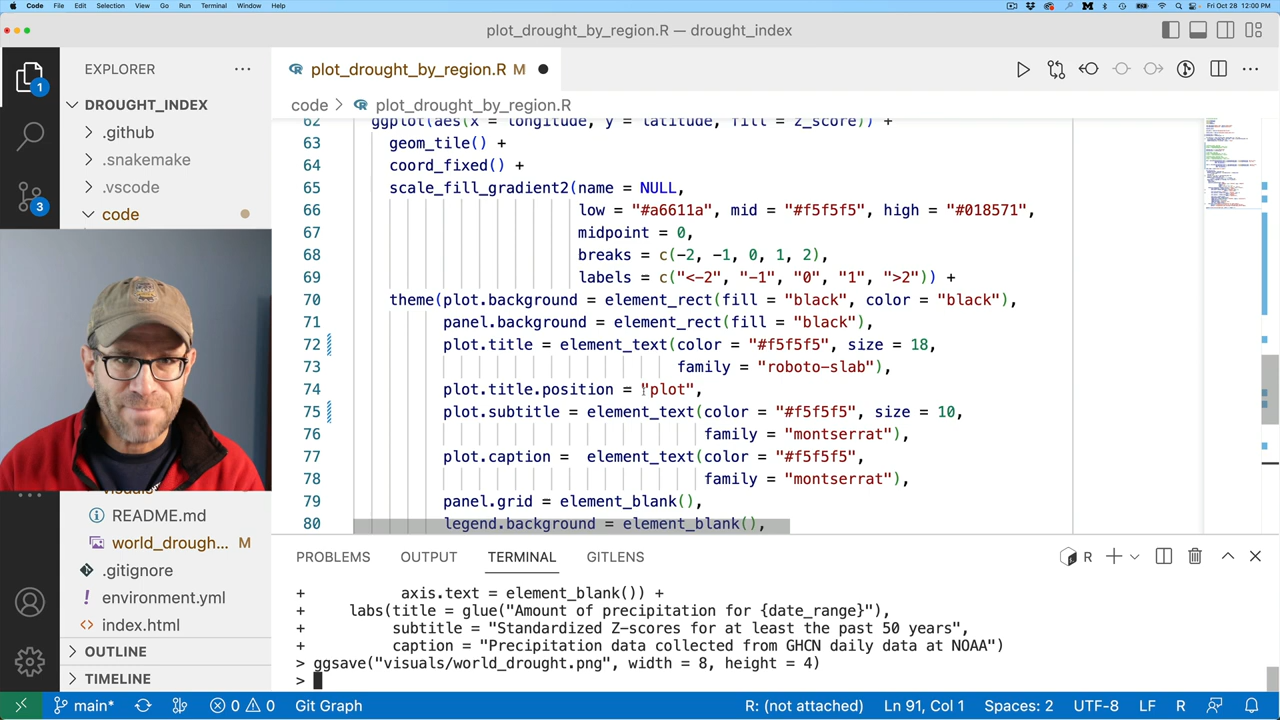 Code File Edit Selection View Go Run Terminal Window Help Fri Oct 28 12:00 PM
plot_drought_by_region.R — drought_index
EXPLORER
plot_drought_by_region.R M
DROUGHT_INDEX
code > plot_drought_by_region.R
.github
.snakemake
.vscode
code
62 ggplot(aes(x = longitude, y = latitude, fill = z_score)) +
63 geom_tile() +
64 coord_fixed() +
65 scale_fill_gradient2(name = NULL,
66 low = "#a6611a", mid = "#f5f5f5", high = "#018571",
67 midpoint = 0,
68 breaks = c(-2, -1, 0, 1, 2),
69 labels = c("<-2", "-1", "0", "1", ">2")) +
70 theme(plot.background = element_rect(fill = "black", color = "black"),
71 panel.background = element_rect(fill = "black"),
72 plot.title = element_text(color = "#f5f5f5", size = 18,
73 family = "roboto-slab"),
74 plot.title.position = "plot",
75 plot.subtitle = element_text(color = "#f5f5f5", size = 10,
76 family = "montserrat"),
77 plot.caption =  element_text(color = "#f5f5f5",
78 family = "montserrat"),
79 panel.grid = element_blank(),
80 legend.background = element_blank(),
1
3
README.md
world_drough... M
.gitignore
environment.yml
index.html
OUTLINE
TIMELINE
PROBLEMS OUTPUT TERMINAL GITLENS R
+ axis.text = element_blank()) +
+ labs(title = glue("Amount of precipitation for {date_range}"),
+ subtitle = "Standardized Z-scores for at least the past 50 years",
+ caption = "Precipitation data collected from GHCN daily data at NOAA")
> ggsave("visuals/world_drought.png", width = 8, height = 4)
>
main* 0 0 Git Graph R: (not attached) Ln 91, Col 1 Spaces: 2 UTF-8 LF R